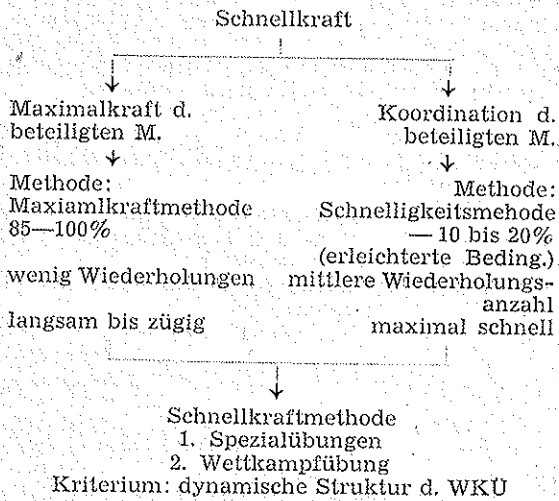 Schnellkraft
Maximalkraft d.
beteiligten M.
Koordination d.
beteiligten M.
Methode:
Maxiamlkraftmethode
85—100%
wenig Wiederholungen
langsam bis zügig
Methode:
Schnelligkeitsmehode
— 10 bis 20%
(erleichterte Beding.)
mittlere Wiederholungs-
anzahl
maximal schnell
Schnellkraftmethode
1. Spezialübungen
2. Wettkampfübung
Kriterium: dynamische Struktur d. WKÜ